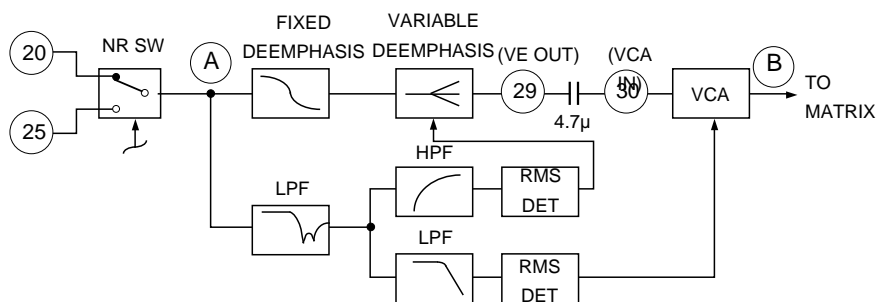 FIXED
DEEMPHASIS
VARIABLE
DEEMPHASIS
NR SW
20
25
A
(VE OUT)
29
4.7µ
(VCA
IN)
30
VCA
B
TO
MATRIX
HPF
RMS
DET
LPF
LPF
RMS
DET